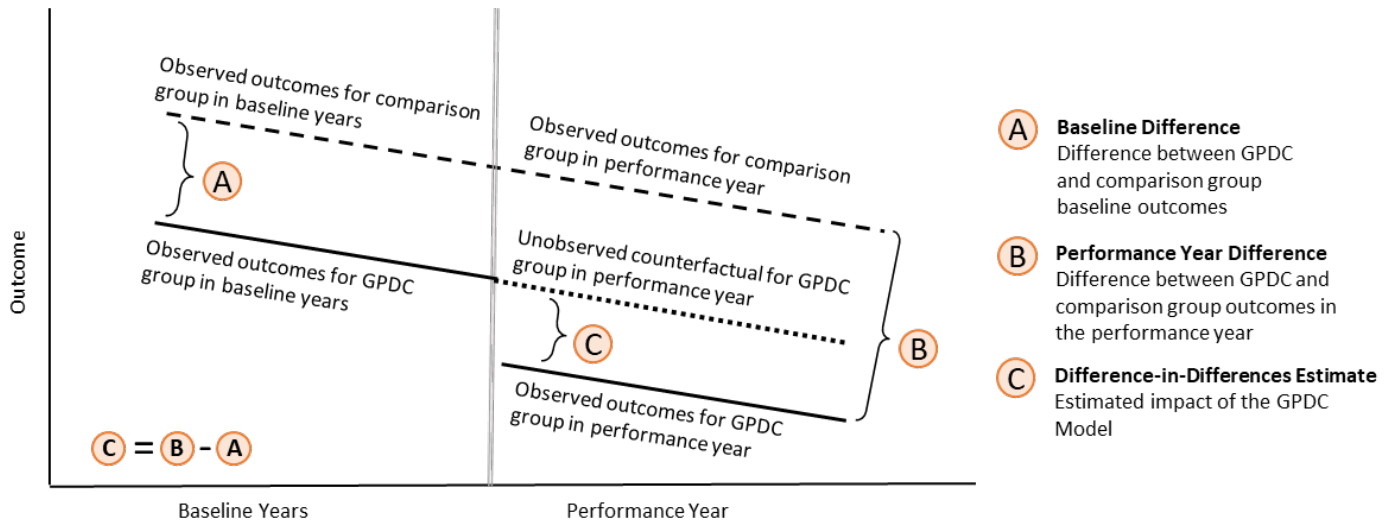 Outcome
Observed outcomes for comparison
group in baseline years
A
Observed outcomes for GPDC
group in baseline years
C = B - A
Observed outcomes for comparison
group in performance year
Unobserved counterfactual for GPDC
group in performance year
C
B
Observed outcomes for GPDC
group in performance year
Baseline Years
Performance Year
A
Baseline Difference
Difference between GPDC
and comparison group
baseline outcomes
B
Performance Year Difference
Difference between GPDC and
comparison group outcomes in
the performance year
C
Difference-in-Differences Estimate
Estimated impact of the GPDC
Model